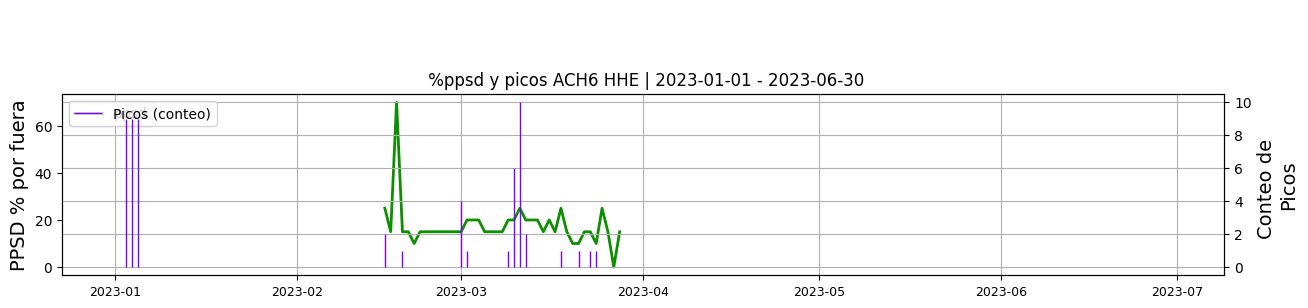 %ppsd y picos ACH6 HHE | 2023-01-01 - 2023-06-30
Picos (conteo)
PPSD % por fuera
60
40
20
0
10
8
6
4
2
0
Conteo de
Picos
2023-01 2023-02 2023-03 2023-04 2023-05 2023-06 2023-07